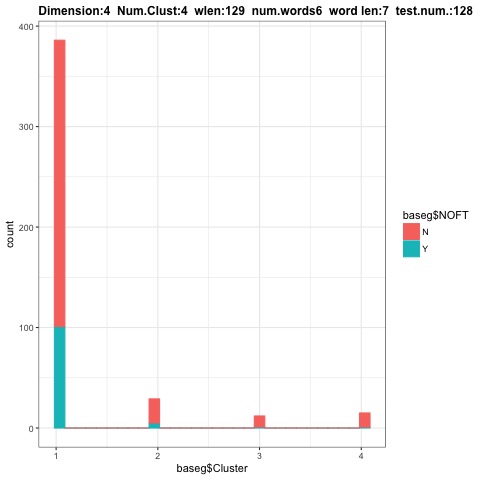 Dimension:4 Num.Clust:4 wlen:129 num.words6 word len:7 test.num.:128
400
300
200
100
0
count
1 2 3 4
baseg$Cluster
baseg$NOFT
N
Y